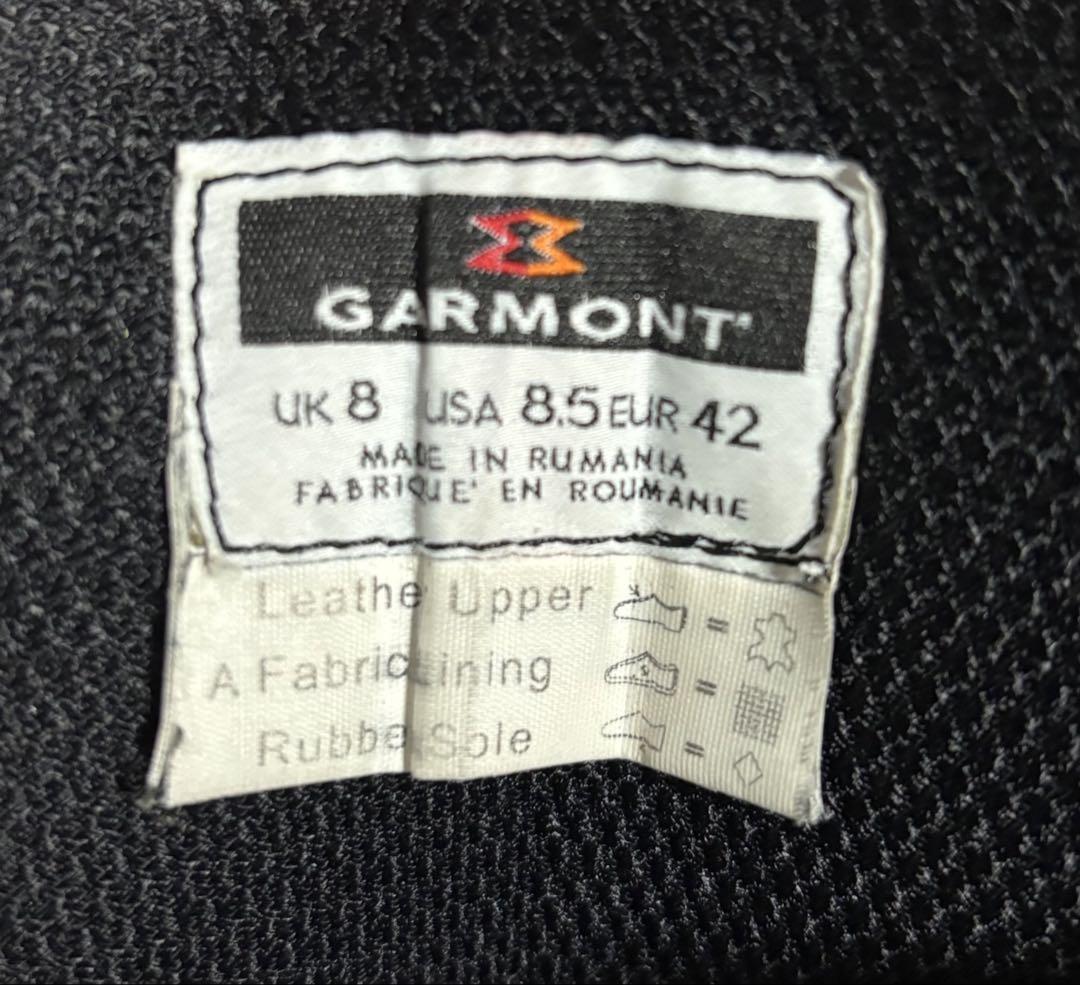 GARMONT
UK 8 USA 8.5 EUR 42
MADE IN RUMANIA
FABRIQUE' EN ROUMANIE
Leathe Upper =
A Fabric Lining =
Rubbe Sole =